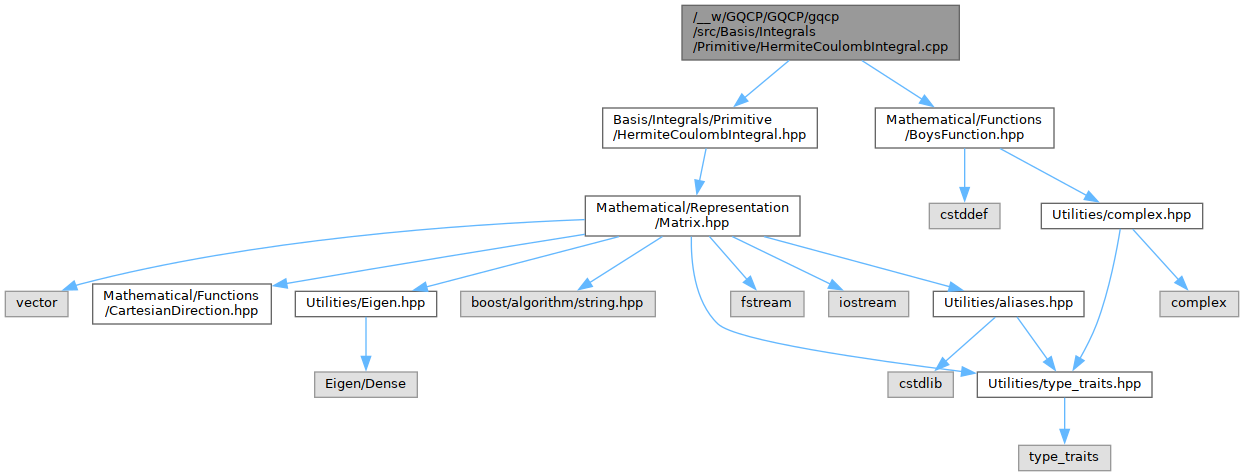 /__w/GQCP/GQCP/gqcp
/src/Basis/Integrals
/Primitive/HermiteCoulombIntegral.cpp
Basis/Integrals/Primitive
/HermiteCoulombIntegral.hpp
Mathematical/Functions
/BoysFunction.hpp
Mathematical/Representation
/Matrix.hpp
cstddef
Utilities/complex.hpp
vector
Mathematical/Functions
/CartesianDirection.hpp
Utilities/Eigen.hpp
boost/algorithm/string.hpp
fstream
iostream
Utilities/aliases.hpp
complex
Eigen/Dense
cstdlib
Utilities/type_traits.hpp
type_traits